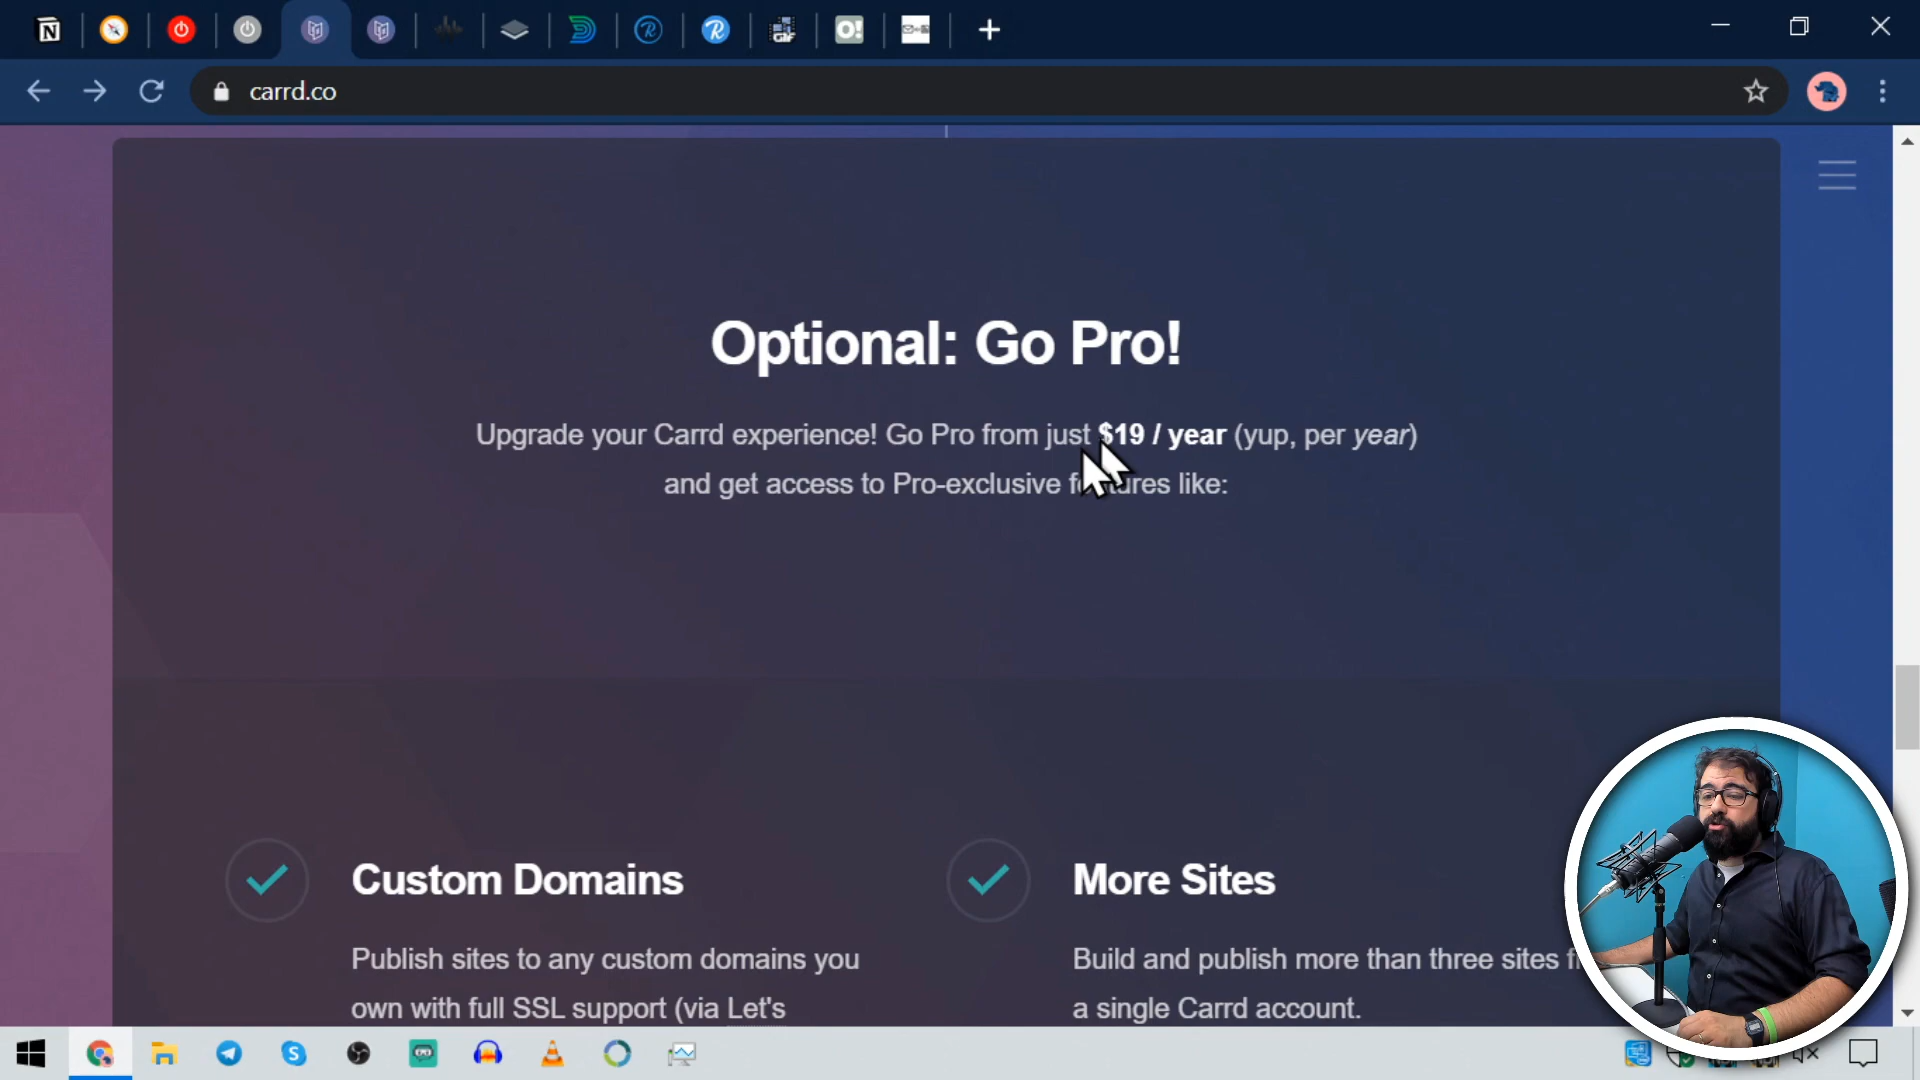 carrd.co
Optional: Go Pro!
Upgrade your Carrd experience! Go Pro from just $19 / year (yup, per year)
and get access to Pro-exclusive features like:
Custom Domains
Publish sites to any custom domains you
own with full SSL support (via Let's
More Sites
Build and publish more than three sites
a single Carrd account.